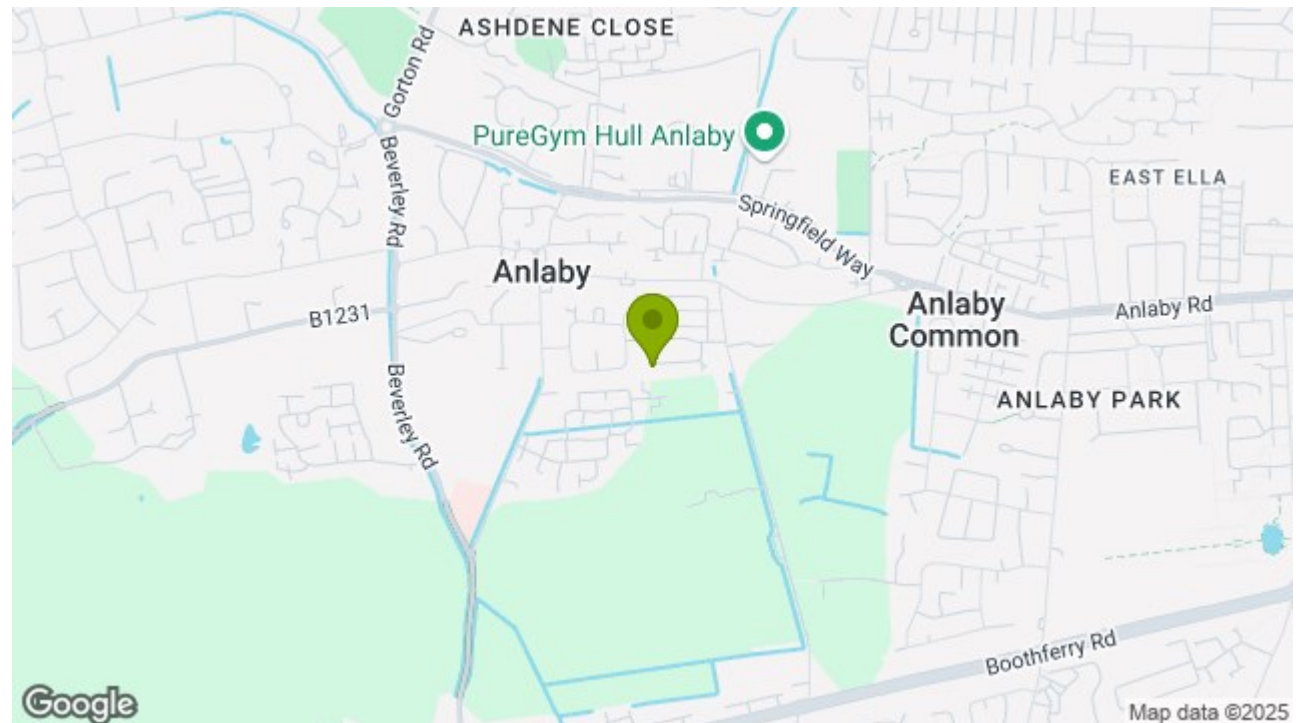 ASHDENE CLOSE
Gorton Rd
PureGym Hull Anlaby
Beverley Rd
EAST ELLA
Springfield Way
Anlaby
B1231
Anlaby
Common
Anlaby Rd
Beverley Rd
ANLABY PARK
Boothferry Rd
Google
Map data ©2025